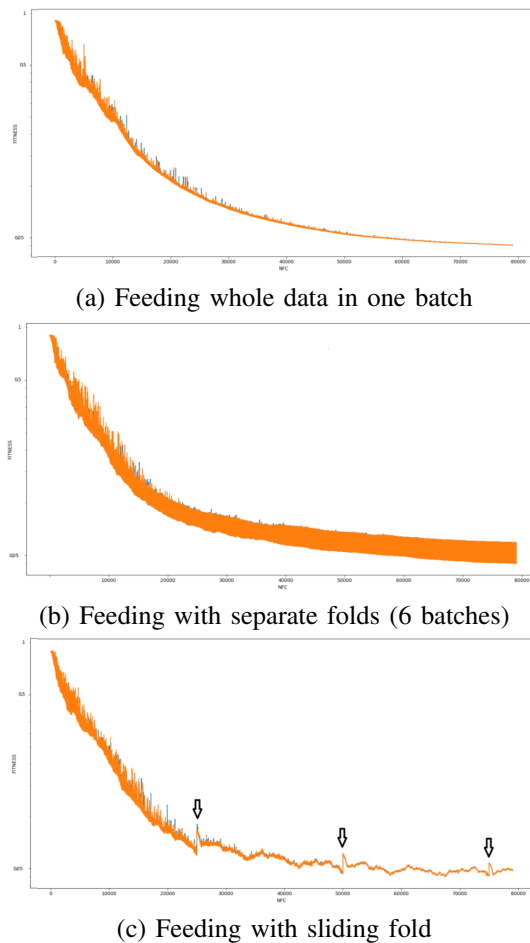 1
0.5
FITNESS
0.05
0 10000 20000 30000 40000 50000 60000 70000 80000
NFC
(a) Feeding whole data in one batch
1
0.5
FITNESS
0.05
10000 20000 30000 40000 50000 60000 70000 80000
NFC
(b) Feeding with separate folds (6 batches)
1
0.5
FITNESS
0.05
0 10000 20000 30000 40000 50000 60000 70000 80000
NFC
(c) Feeding with sliding fold